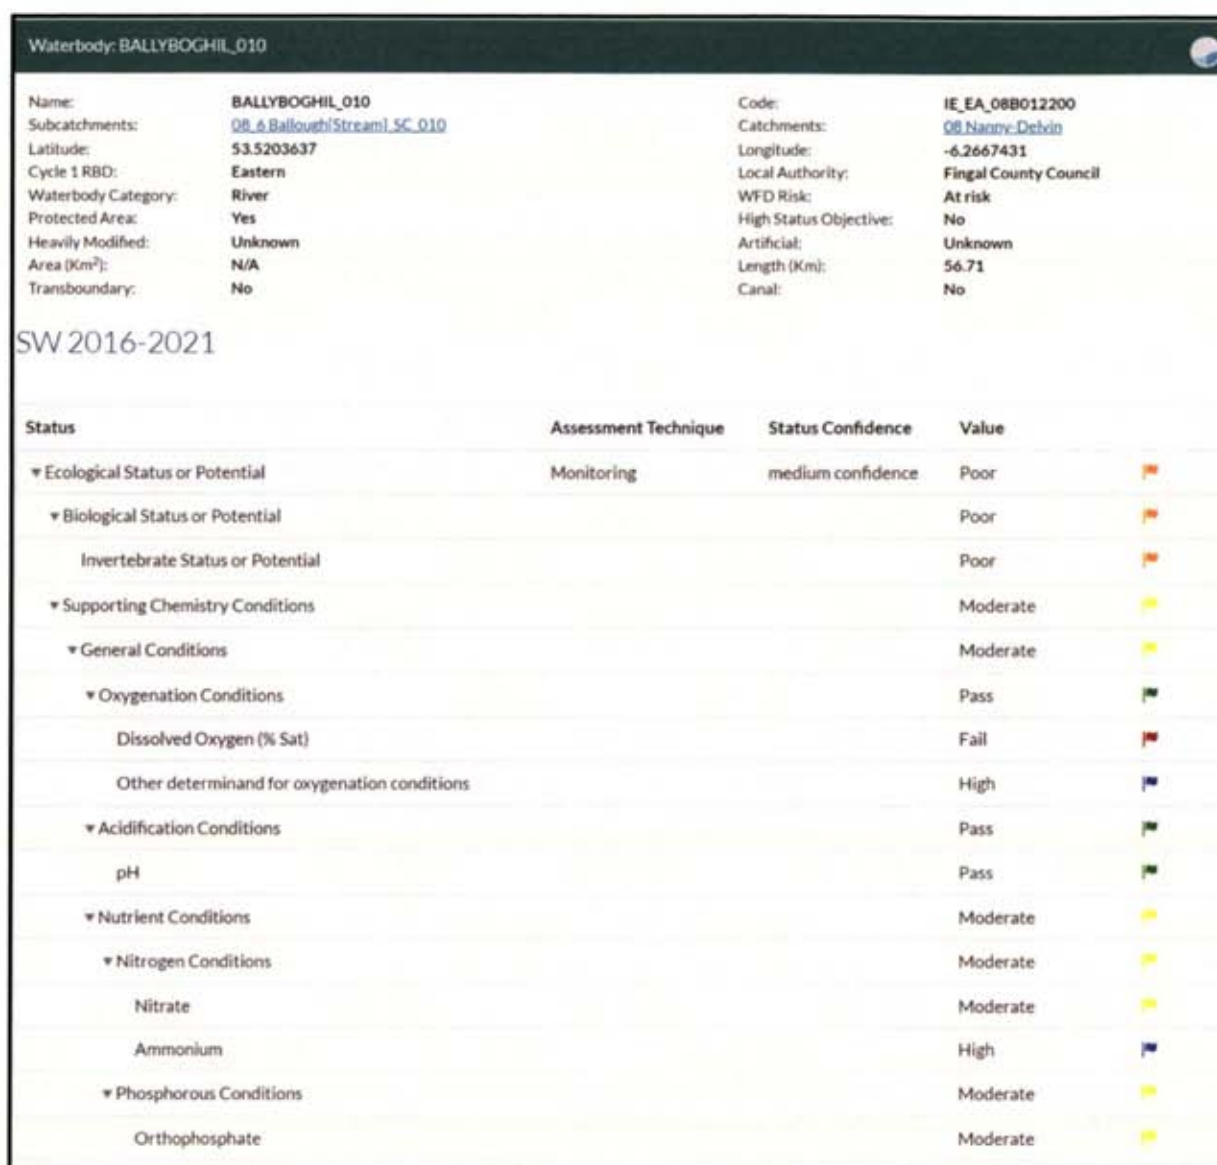 Waterbody: BALLYBOGHIL_010
Name: BALLYBOGHIL_010 Code: IE_EA_08B012200
Subcatchments: 08_6 Ballough[Stream]_SC_010 Catchments: 08 Nanny-Delvin
Latitude: 53.5203637 Longitude: -6.2667431
Cycle 1 RBD: Eastern Local Authority: Fingal County Council
Waterbody Category: River WFD Risk: At risk
Protected Area: Yes High Status Objective: No
Heavily Modified: Unknown Artificial: Unknown
Area (Km²): N/A Length (Km): 56.71
Transboundary: No Canal: No
SW 2016-2021
Status Assessment Technique Status Confidence Value
▼ Ecological Status or Potential Monitoring medium confidence Poor
▼ Biological Status or Potential Poor
Invertebrate Status or Potential Poor
▼ Supporting Chemistry Conditions Moderate
▼ General Conditions Moderate
▼ Oxygenation Conditions Pass
Dissolved Oxygen (% Sat) Fail
Other determinand for oxygenation conditions High
▼ Acidification Conditions Pass
pH Pass
▼ Nutrient Conditions Moderate
▼ Nitrogen Conditions Moderate
Nitrate Moderate
Ammonium High
▼ Phosphorous Conditions Moderate
Orthophosphate Moderate